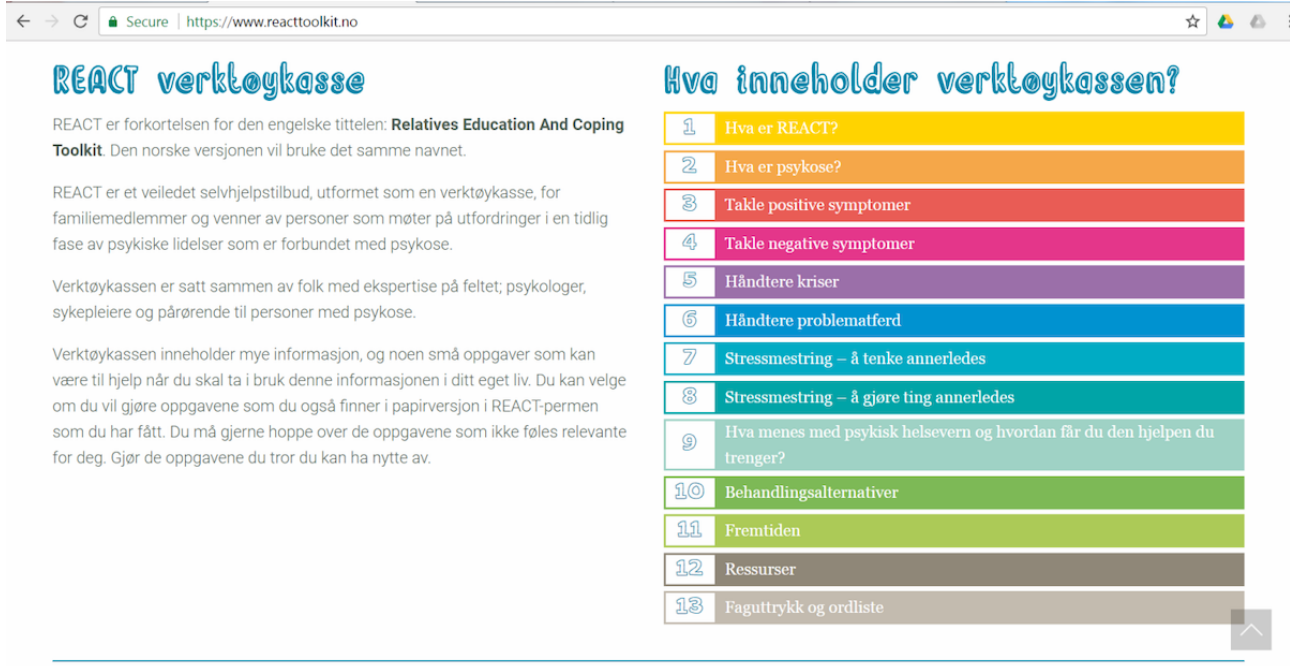 Secure | https://www.reacttoolkit.no
REACT verktøykasse
REACT er forkortelsen for den engelske tittelen: Relatives Education And Coping
Toolkit. Den norske versjonen vil bruke det samme navnet.
REACT er et veiledet selvhjelpstilbud, utformet som en verktøykasse, for
familiemedlemmer og venner av personer som møter på utfordringer i en tidlig
fase av psykiske lidelser som er forbundet med psykose.
Verktøykassen er satt sammen av folk med ekspertise på feltet; psykologer,
sykepleiere og pårørende til personer med psykose.
Verktøykassen inneholder mye informasjon, og noen små oppgaver som kan
være til hjelp når du skal ta i bruk denne informasjonen i ditt eget liv. Du kan velge
om du vil gjøre oppgavene som du også finner i papirversjon i REACT-permen
som du har fått. Du må gjerne hoppe over de oppgavene som ikke føles relevante
for deg. Gjør de oppgavene du tror du kan ha nytte av.
Hva inneholder verktøykassen?
1 Hva er REACT?
2 Hva er psykose?
3 Takle positive symptomer
4 Takle negative symptomer
5 Håndtere kriser
6 Håndtere problematferd
7 Stressmestring – å tenke annerledes
8 Stressmestring – å gjøre ting annerledes
9 Hva menes med psykisk helsevern og hvordan får du den hjelpen du
trenger?
10 Behandlingsalternativer
11 Fremtiden
12 Ressurser
13 Faguttrykk og ordliste